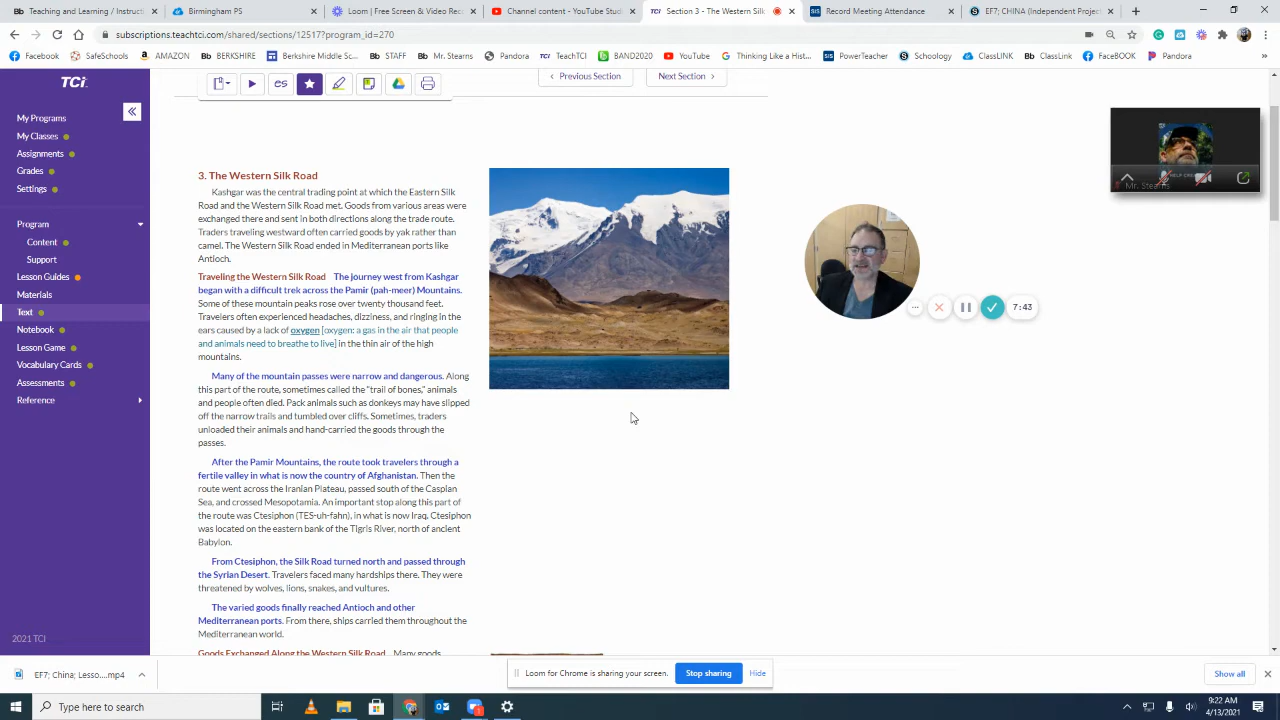 Bb Teaching and Learning - Cou
Birmingham PS
Loom | Free Screen & Video Rec
Channel content - YouTube Stud
TCi Section 3 - The Western Silk
SIS Record Meeting Attendance
EF7; CHINA (Independent Projec
subscriptions.teachtci.com/shared/sections/12517?program_id=270
Facebook
SafeSchools
AMAZON
Bb BERKSHIRE
Berkshire Middle Sc...
Bb STAFF
Bb Mr. Stearns
Pandora
TCi TeachTCI
BAND2020
YouTube
Thinking Like a Hist...
SIS PowerTeacher
Schoology
ClassLINK
FaceBOOK
Bb ClassLink
Pandora
TCi
My Programs
My Classes
Assignments
Grades
Settings
Program
Content
Support
Lesson Guides
Materials
Text
Notebook
Lesson Game
Vocabulary Cards
Assessments
Reference
2021 TCI
Previous Section
Next Section
3. The Western Silk Road
Kashgar was the central trading point at which the Eastern Silk
Road and the Western Silk Road met. Goods from various areas were
exchanged there and sent in both directions along the trade route.
Traders traveling westward often carried goods by yak rather than
camel. The Western Silk Road ended in Mediterranean ports like
Antioch.
Traveling the Western Silk Road The journey west from Kashgar
began with a difficult trek across the Pamir (pah-meer) Mountains.
Some of these mountain peaks rose over twenty thousand feet.
Travelers often experienced headaches, dizziness, and ringing in the
ears caused by a lack of oxygen [oxygen: a gas in the air that people
and animals need to breathe to live] in the thin air of the high
mountains.
Many of the mountain passes were narrow and dangerous. Along
this part of the route, sometimes called the "trail of bones," animals
and people often died. Pack animals such as donkeys may have slipped
off the narrow trails and tumbled over cliffs. Sometimes, traders
unloaded their animals and hand-carried the goods through the
passes.
After the Pamir Mountains, the route took travelers through a
fertile valley in what is now the country of Afghanistan. Then the
route went across the Iranian Plateau, passed south of the Caspian
Sea, and crossed Mesopotamia. An important stop along this part of
the route was Ctesiphon (TES-uh-fahn), in what is now Iraq. Ctesiphon
was located on the eastern bank of the Tigris River, north of ancient
Babylon.
From Ctesiphon, the Silk Road turned north and passed through
the Syrian Desert. Travelers faced many hardships there. They were
threatened by wolves, lions, snakes, and vultures.
The varied goods finally reached Antioch and other
Mediterranean ports. From there, ships carried them throughout the
Mediterranean world.
Goods Exchanged Along the Western Silk Road Many goods
Mr. Stearns
7:43
EF7; China; Lesso....mp4
Loom for Chrome is sharing your screen.
Stop sharing
Hide
Show all
Type here to search
9:22 AM
4/13/2021